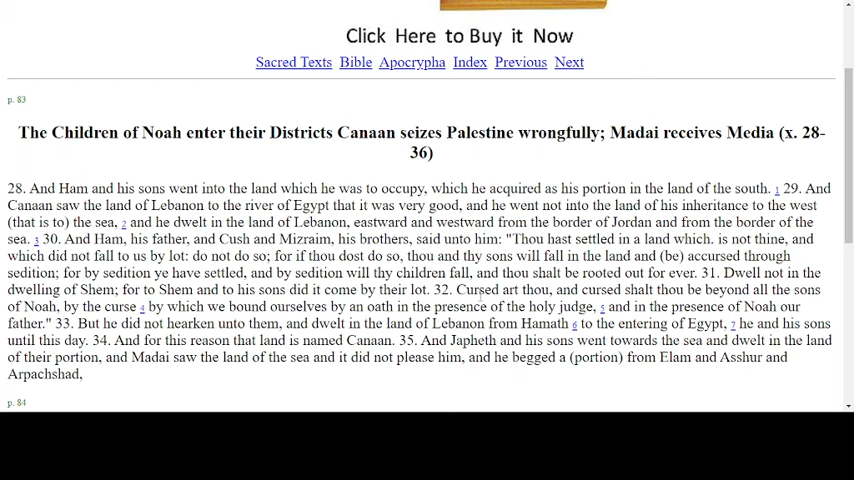 Click Here to Buy it Now
Sacred Texts Bible Apocrypha Index Previous Next
p. 83
The Children of Noah enter their Districts Canaan seizes Palestine wrongfully; Madai receives Media (x. 28-
36)
28. And Ham and his sons went into the land which he was to occupy, which he acquired as his portion in the land of the south. 1 29. And
Canaan saw the land of Lebanon to the river of Egypt that it was very good, and he went not into the land of his inheritance to the west
(that is to) the sea, 2 and he dwelt in the land of Lebanon, eastward and westward from the border of Jordan and from the border of the
sea. 3 30. And Ham, his father, and Cush and Mizraim, his brothers, said unto him: "Thou hast settled in a land which. is not thine, and
which did not fall to us by lot: do not do so; for if thou dost do so, thou and thy sons will fall in the land and (be) accursed through
sedition; for by sedition ye have settled, and by sedition will thy children fall, and thou shalt be rooted out for ever. 31. Dwell not in the
dwelling of Shem; for to Shem and to his sons did it come by their lot. 32. Cursed art thou, and cursed shalt thou be beyond all the sons
of Noah, by the curse 4 by which we bound ourselves by an oath in the presence of the holy judge, 5 and in the presence of Noah our
father." 33. But he did not hearken unto them, and dwelt in the land of Lebanon from Hamath 6 to the entering of Egypt, 7 he and his sons
until this day. 34. And for this reason that land is named Canaan. 35. And Japheth and his sons went towards the sea and dwelt in the land
of their portion, and Madai saw the land of the sea and it did not please him, and he begged a (portion) from Elam and Asshur and
Arpachshad,
p. 84